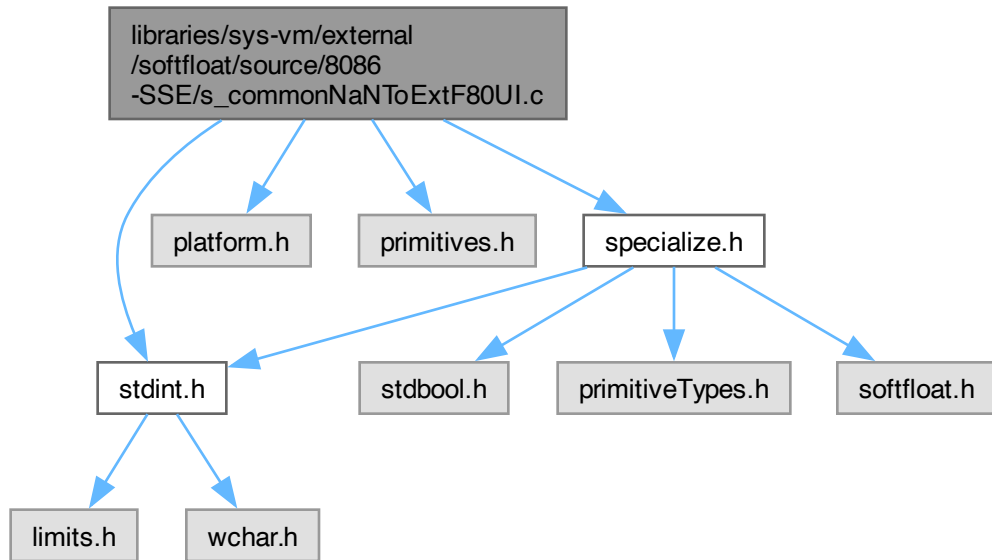 libraries/sys-vm/external
/softfloat/source/8086
-SSE/s_commonNaNToExtF80UI.c
platform.h
primitives.h
specialize.h
stdint.h
stdbool.h
primitiveTypes.h
softfloat.h
limits.h
wchar.h